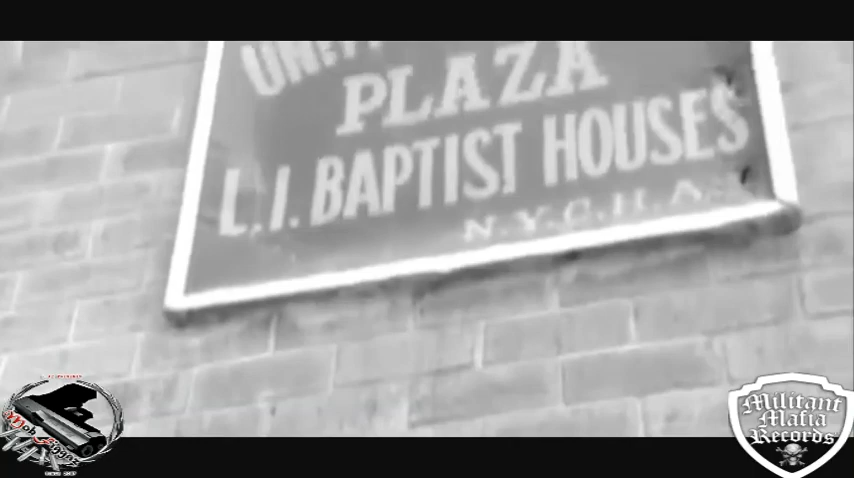 PLAZA
L.I. BAPTIST HOUSES
N.Y.C.H.A.
Militant
Mafia
Records